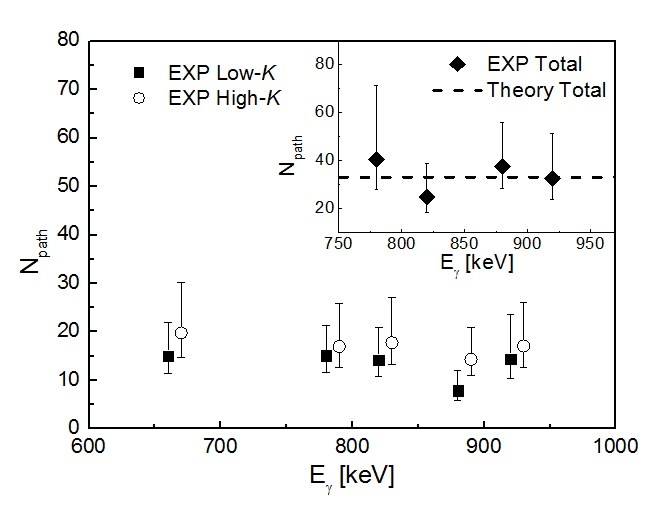 80
70
60
50
40
30
20
10
0
N_path
600
700
800
900
1000
E_γ [keV]
EXP Low-K
EXP High-K
80
60
40
20
N_path
750
800
850
900
950
E_γ [keV]
EXP Total
Theory Total